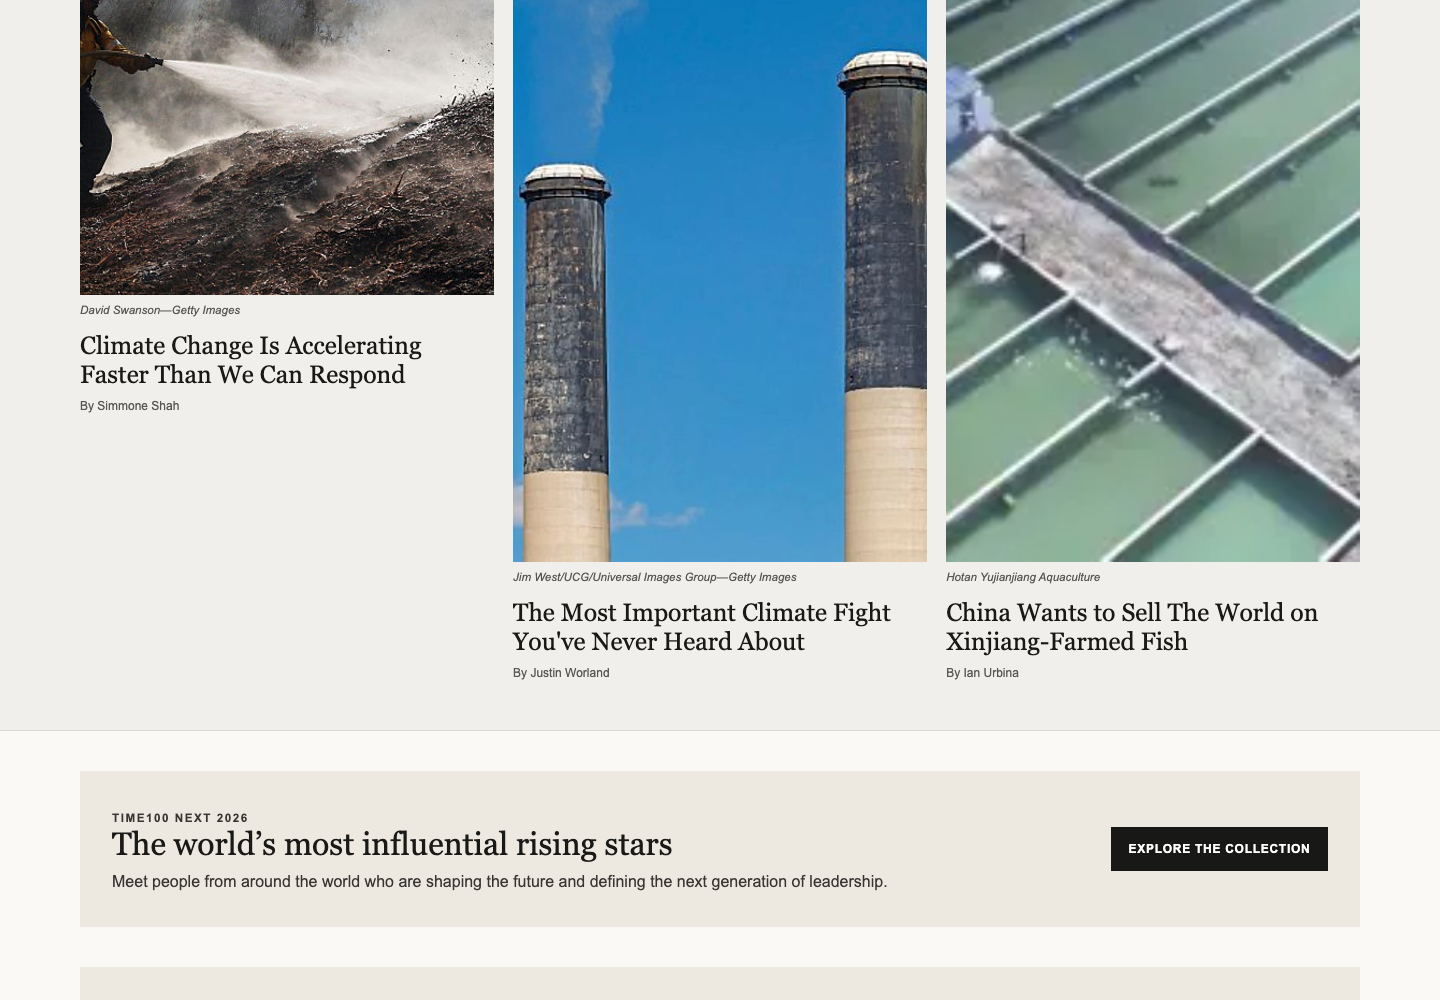 David Swanson—Getty Images
Climate Change Is Accelerating
Faster Than We Can Respond
By Simmone Shah
Jim West/UCG/Universal Images Group—Getty Images
The Most Important Climate Fight
You've Never Heard About
By Justin Worland
Hotan Yujianjiang Aquaculture
China Wants to Sell The World on
Xinjiang-Farmed Fish
By Ian Urbina
TIME100 NEXT 2026
The world’s most influential rising stars
Meet people from around the world who are shaping the future and defining the next generation of leadership.
EXPLORE THE COLLECTION